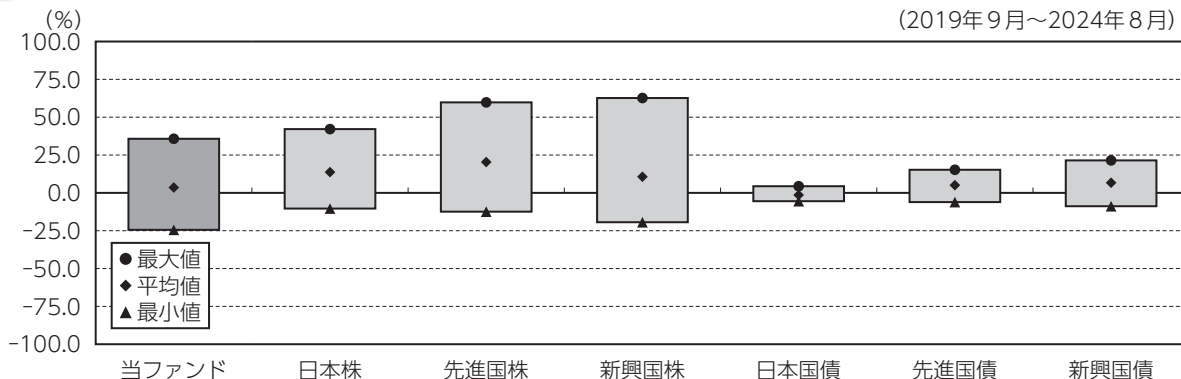 (%)
(2019年9月～2024年8月)
100.0
75.0
50.0
25.0
0.0
-25.0
-50.0
-75.0
-100.0
●最大値
◆平均値
▲最小値
当ファンド 日本株 先進国株 新興国株 日本国債 先進国債 新興国債